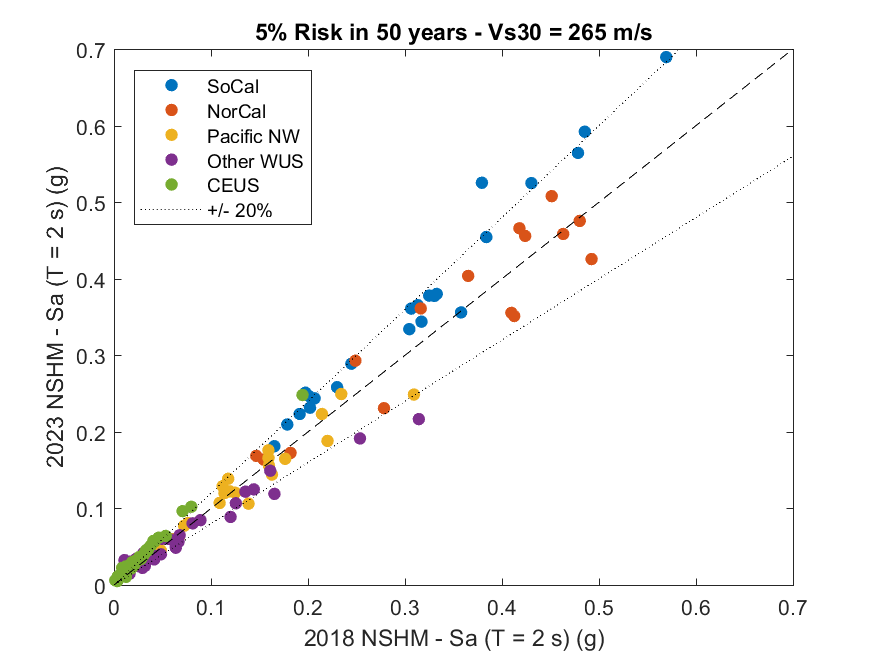 5% Risk in 50 years - Vs30 = 265 m/s
0.7
0.6
0.5
0.4
0.3
0.2
0.1
0
2023 NSHM - Sa (T = 2 s) (g)
SoCal
NorCal
Pacific NW
Other WUS
CEUS
+/- 20%
0 0.1 0.2 0.3 0.4 0.5 0.6 0.7
2018 NSHM - Sa (T = 2 s) (g)